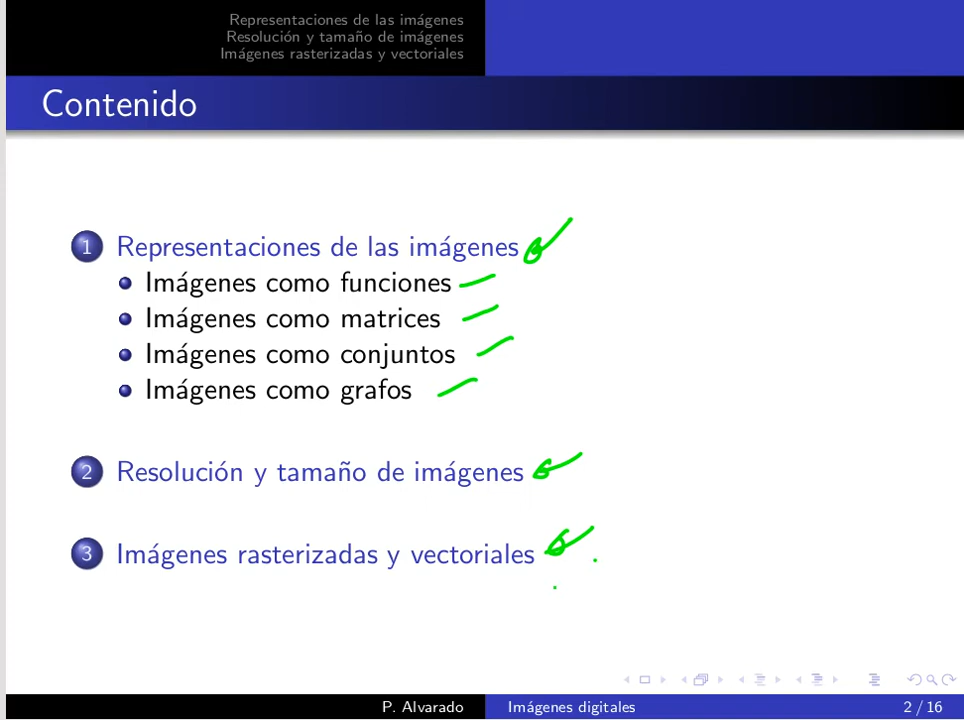 Representaciones de las imágenes
Resolución y tamaño de imágenes
Imágenes rasterizadas y vectoriales
Contenido
1 Representaciones de las imágenes
Imágenes como funciones
Imágenes como matrices
Imágenes como conjuntos
Imágenes como grafos
2 Resolución y tamaño de imágenes
3 Imágenes rasterizadas y vectoriales
P. Alvarado Imágenes digitales 2 / 16